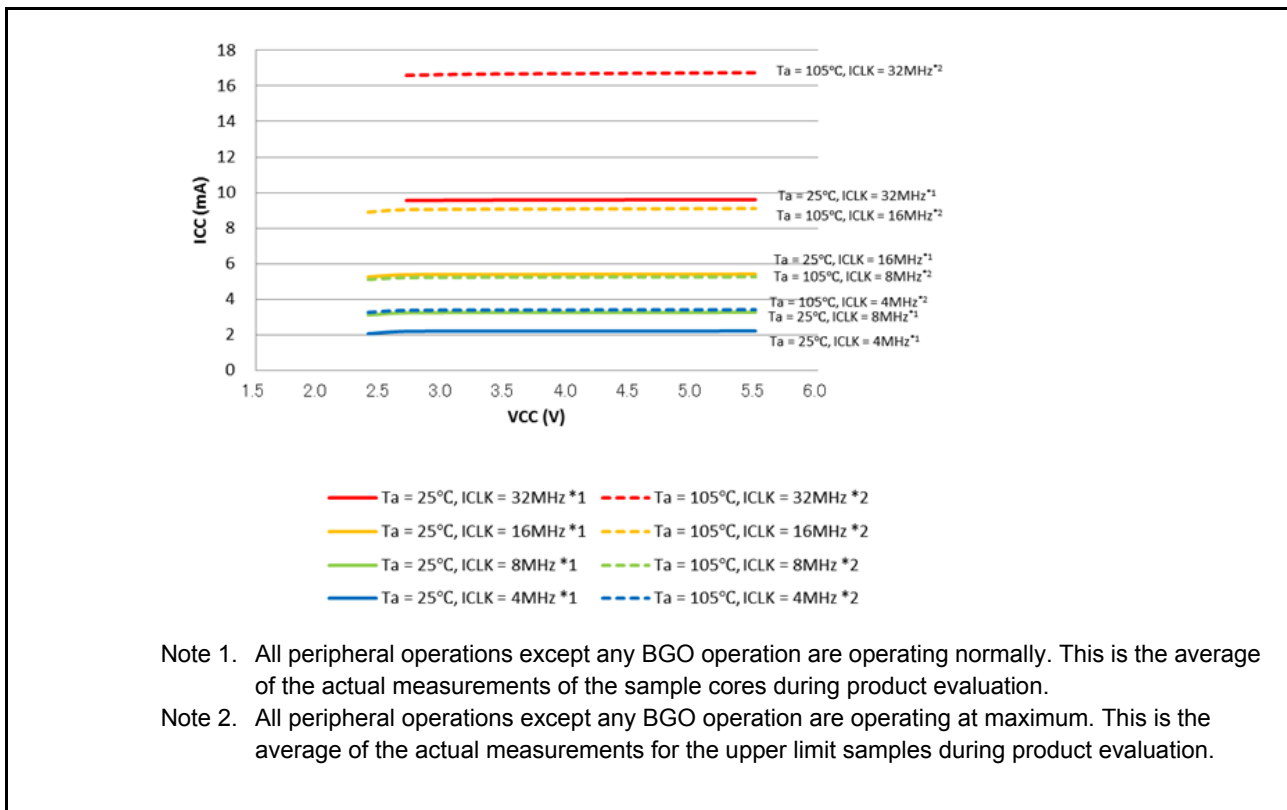 18
16
14
12
10
8
6
4
2
0
ICC (mA)
1.5 2.0 2.5 3.0 3.5 4.0 4.5 5.0 5.5 6.0
VCC (V)
Ta = 105°C, ICLK = 32MHz*2
Ta = 25°C, ICLK = 32MHz*1
Ta = 105°C, ICLK = 16MHz*2
Ta = 25°C, ICLK = 16MHz*1
Ta = 105°C, ICLK = 8MHz*2
Ta = 105°C, ICLK = 4MHz*2
Ta = 25°C, ICLK = 8MHz*1
Ta = 25°C, ICLK = 4MHz*1
Ta = 25°C, ICLK = 32MHz *1 Ta = 105°C, ICLK = 32MHz *2
Ta = 25°C, ICLK = 16MHz *1 Ta = 105°C, ICLK = 16MHz *2
Ta = 25°C, ICLK = 8MHz *1 Ta = 105°C, ICLK = 8MHz *2
Ta = 25°C, ICLK = 4MHz *1 Ta = 105°C, ICLK = 4MHz *2
Note 1. All peripheral operations except any BGO operation are operating normally. This is the average
of the actual measurements of the sample cores during product evaluation.
Note 2. All peripheral operations except any BGO operation are operating at maximum. This is the
average of the actual measurements for the upper limit samples during product evaluation.